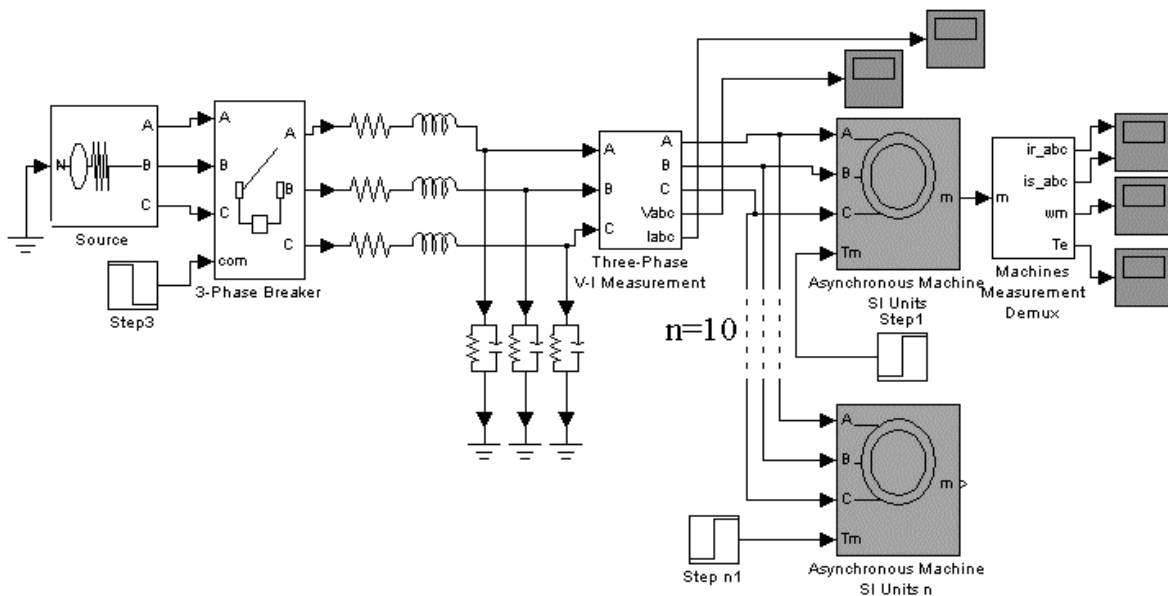 N
A
B
C
Source
Step3
A
B
C
com
A
B
C
3-Phase Breaker
A
B
C
A
B
C
Vabc
Iabc
Three-Phase
V-I Measurement
n=10
A
B
C
Tm
m
Asynchronous Machine
SI Units
Step1
m
ir_abc
is_abc
wm
Te
Machines
Measurement
Demux
A
B
C
Tm
m
Asynchronous Machine
SI Units n
Step n1